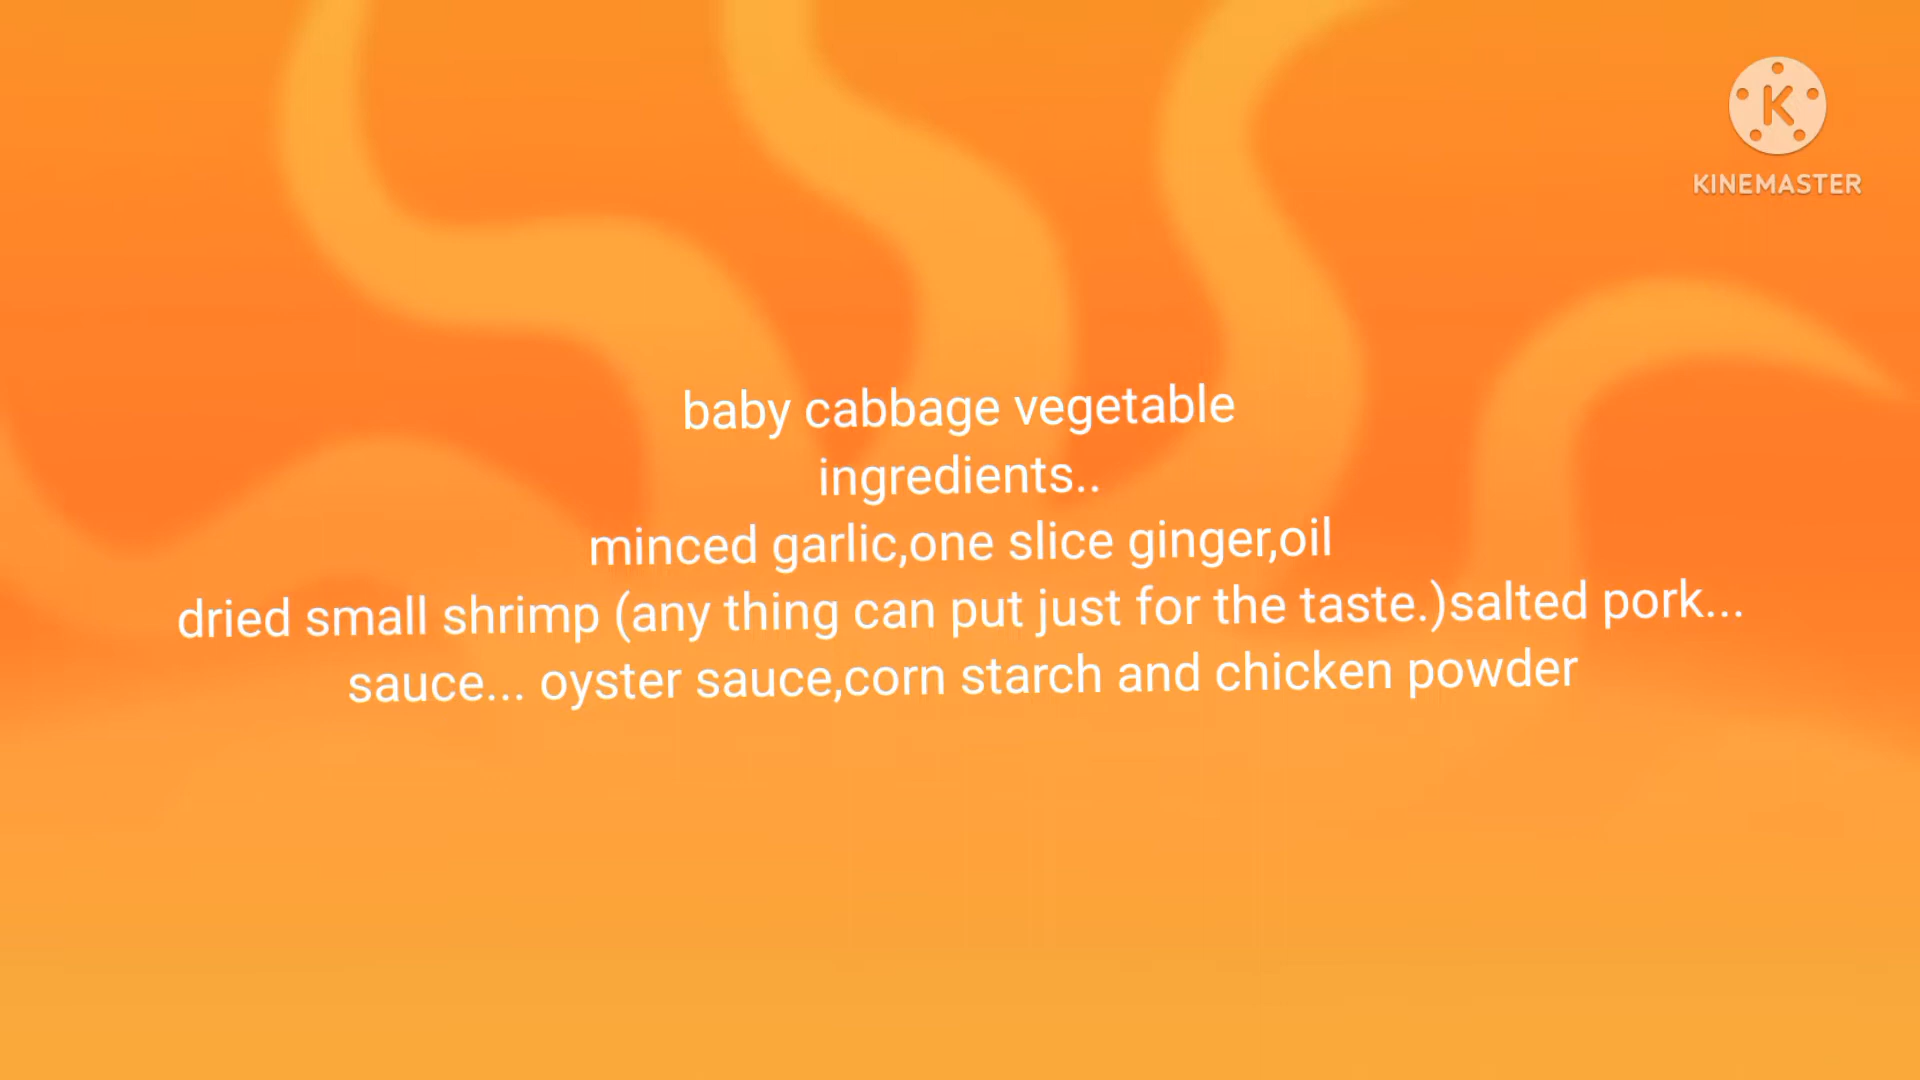 KINEMASTER
baby cabbage vegetable
ingredients..
minced garlic,one slice ginger,oil
dried small shrimp (any thing can put just for the taste.)salted pork...
sauce... oyster sauce,corn starch and chicken powder